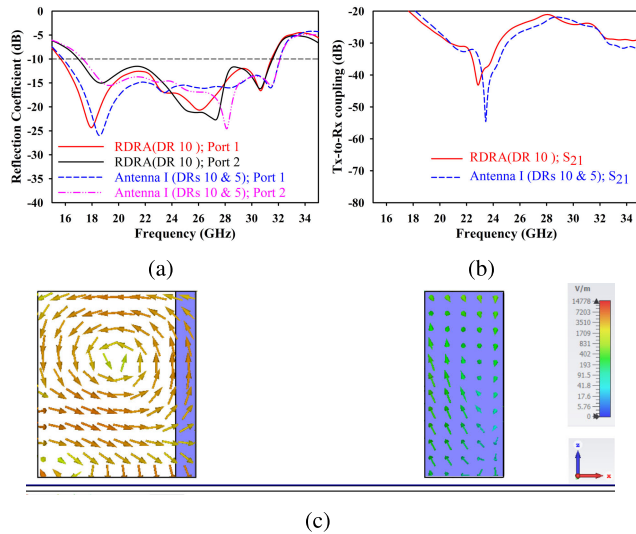 0
-5
-10
-15
-20
-25
-30
-35
-40
Reflection Coefficient (dB)
RDRA(DR 10 ); Port 1
RDRA(DR 10 ); Port 2
Antenna I (DRs 10 & 5); Port 1
Antenna I (DRs 10 & 5); Port 2
16 18 20 22 24 26 28 30 32 34
Frequency (GHz)
(a)
-20
-40
-60
-80
-100
Tx-to-Rx coupling (dB)
RDRA(DR 10 ); S21
Antenna I (DRs 10 & 5); S21
16 18 20 22 24 26 28 30 32 34
Frequency (GHz)
(b)
V/m
14778
7203
3510
1709
831
402
193
91.5
41.8
17.6
5.76
0
z
x
(c)